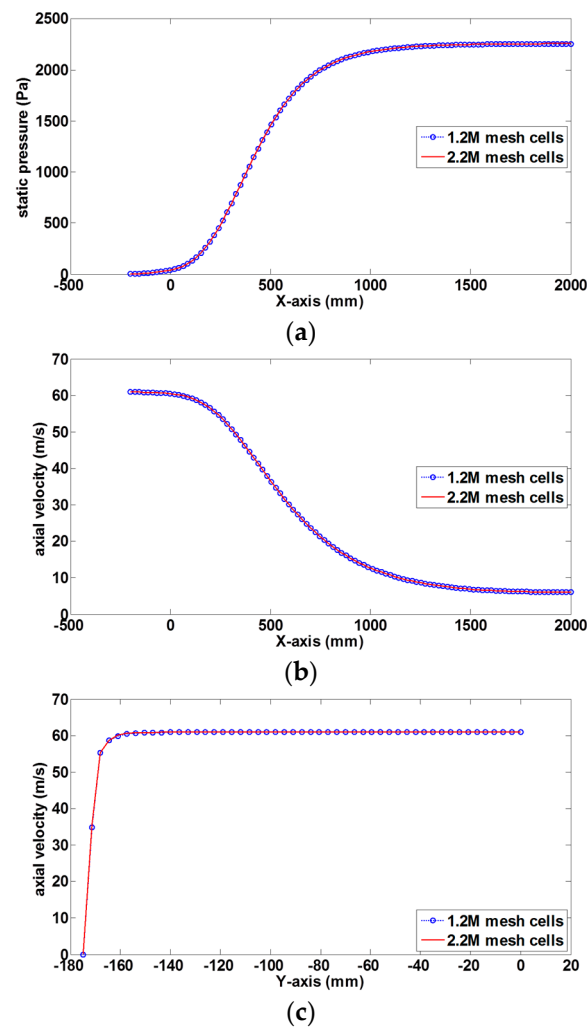 2500
2000
1500
1000
500
0
static pressure (Pa)
1.2M mesh cells
2.2M mesh cells
-500 0 500 1000 1500 2000
X-axis (mm)
(a)
70
60
50
40
30
20
10
0
axial velocity (m/s)
1.2M mesh cells
2.2M mesh cells
-500 0 500 1000 1500 2000
X-axis (mm)
(b)
70
60
50
40
30
20
10
0
axial velocity (m/s)
1.2M mesh cells
2.2M mesh cells
-180 -160 -140 -120 -100 -80 -60 -40 -20 0 20
Y-axis (mm)
(c)